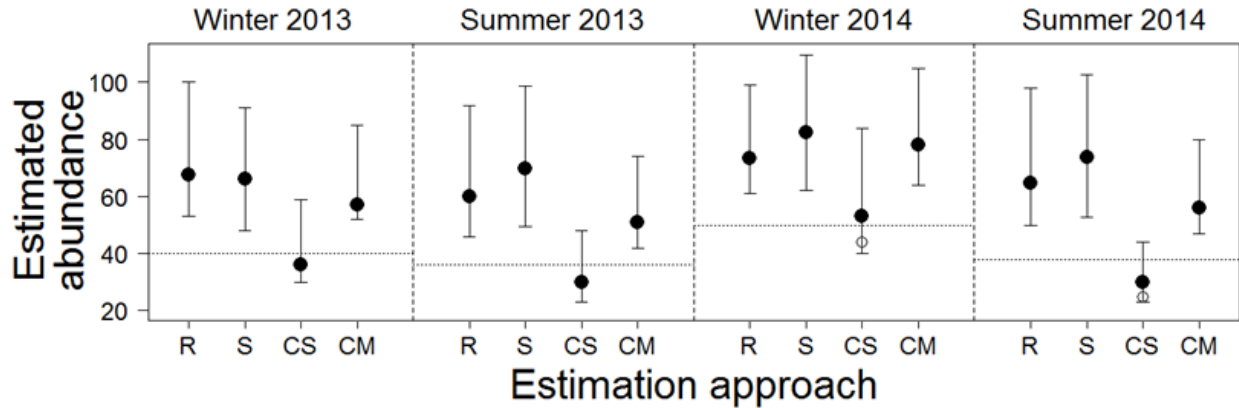 Winter 2013 Summer 2013 Winter 2014 Summer 2014
Estimated
abundance
100
80
60
40
20
R S CS CM R S CS CM R S CS CM R S CS CM
Estimation approach